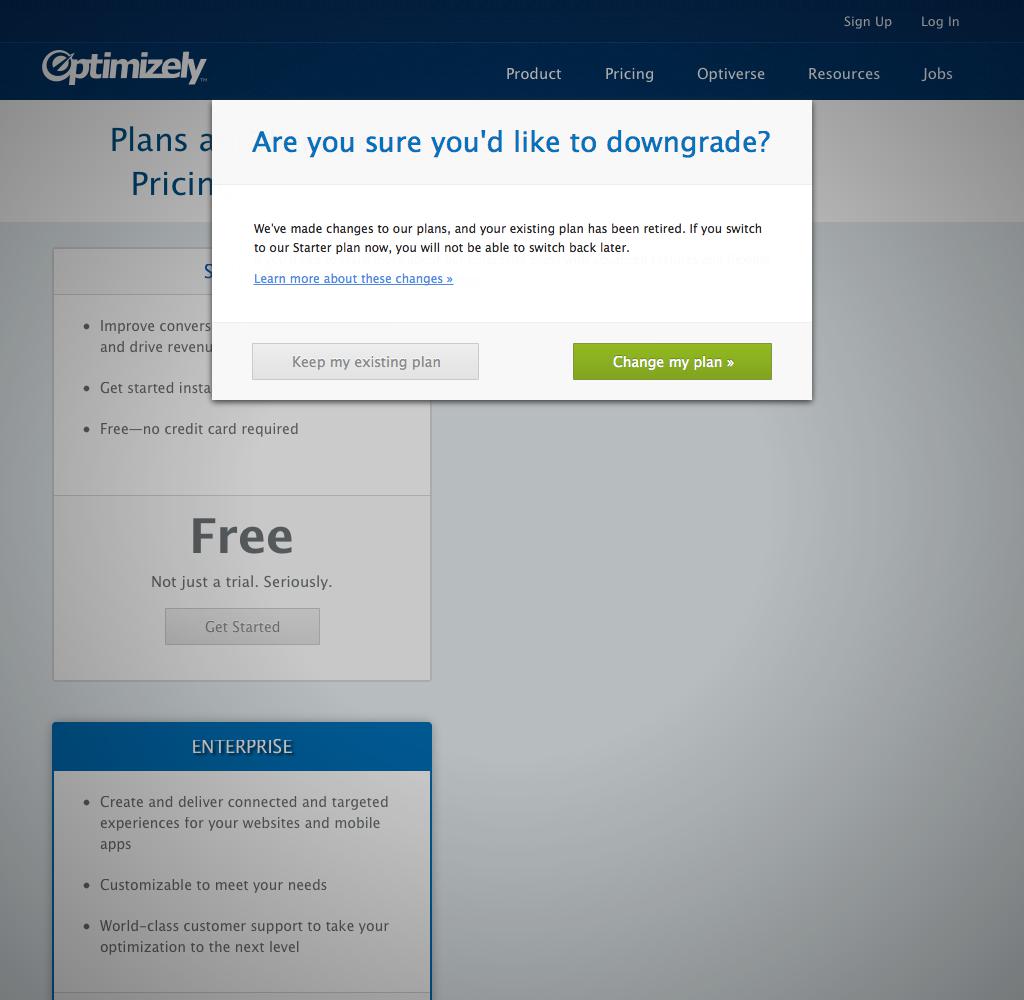 Sign Up Log In
Optimizely™
Product Pricing Optiverse Resources Jobs
Plans a
Pricin
Are you sure you'd like to downgrade?
We've made changes to our plans, and your existing plan has been retired. If you switch
to our Starter plan now, you will not be able to switch back later.
Learn more about these changes »
Keep my existing plan
Change my plan »
S
• Improve convers
and drive revenu
• Get started insta
• Free—no credit card required
Free
Not just a trial. Seriously.
Get Started
ENTERPRISE
• Create and deliver connected and targeted
experiences for your websites and mobile
apps
• Customizable to meet your needs
• World-class customer support to take your
optimization to the next level